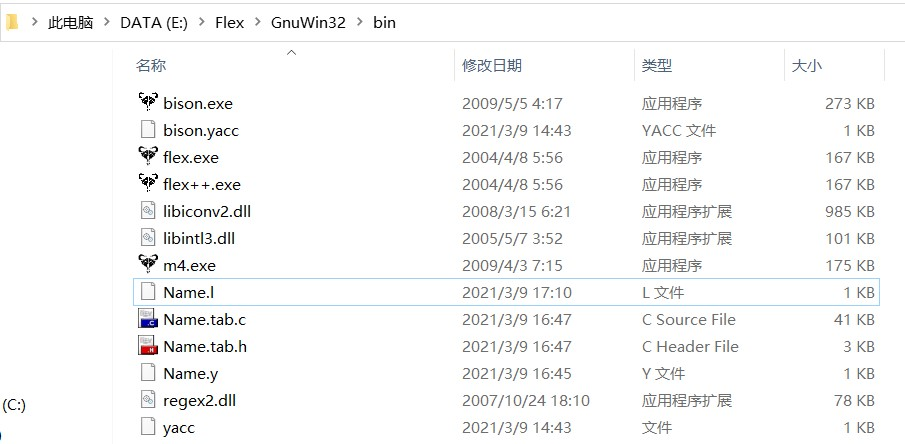 此电脑 > DATA (E:) > Flex > GnuWin32 > bin
名称 修改日期 类型 大小
bison.exe 2009/5/5 4:17 应用程序 273 KB
bison.yacc 2021/3/9 14:43 YACC 文件 1 KB
flex.exe 2004/4/8 5:56 应用程序 167 KB
flex++.exe 2004/4/8 5:56 应用程序 167 KB
libiconv2.dll 2008/3/15 6:21 应用程序扩展 985 KB
libintl3.dll 2005/5/7 3:52 应用程序扩展 101 KB
m4.exe 2009/4/3 7:15 应用程序 175 KB
Name.l 2021/3/9 17:10 L 文件 1 KB
Name.tab.c 2021/3/9 16:47 C Source File 41 KB
Name.tab.h 2021/3/9 16:47 C Header File 3 KB
Name.y 2021/3/9 16:45 Y 文件 1 KB
(C:) regex2.dll 2007/10/24 18:10 应用程序扩展 78 KB
yacc 2021/3/9 14:43 文件 1 KB